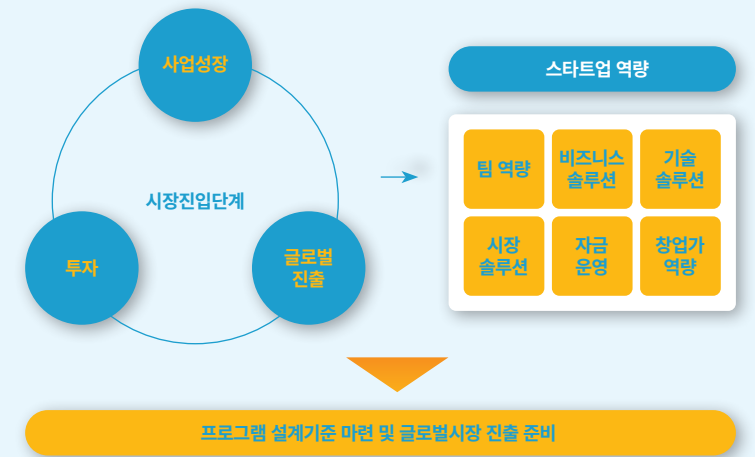 사업성장
시장진입단계
투자
글로벌
진출
스타트업 역량
팀 역량
비즈니스
솔루션
기술
솔루션
시장
솔루션
자금
운영
창업가
역량
프로그램 설계기준 마련 및 글로벌시장 진출 준비